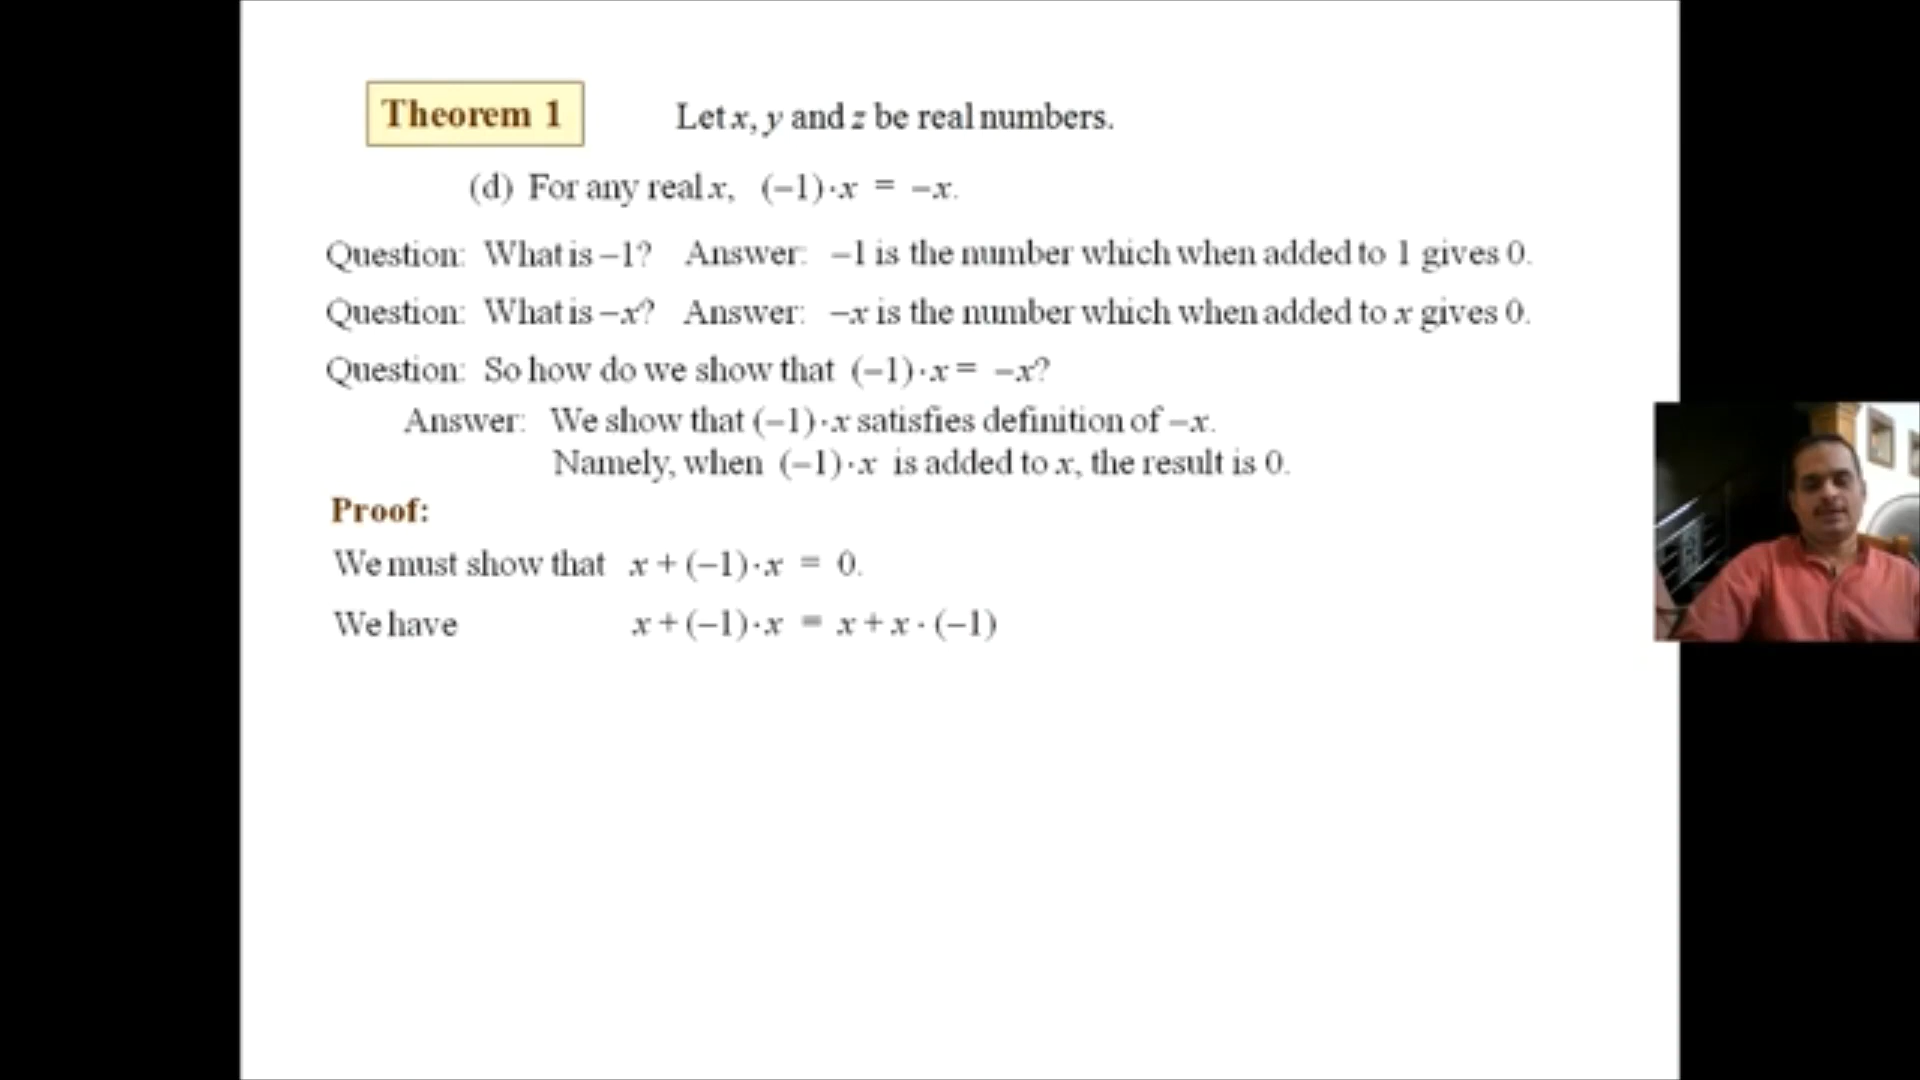 Theorem 1 Let x, y and z be real numbers.
(d) For any real x, (−1)·x = −x.
Question: What is −1? Answer: −1 is the number which when added to 1 gives 0.
Question: What is −x? Answer: −x is the number which when added to x gives 0.
Question: So how do we show that (−1)·x = −x?
Answer: We show that (−1)·x satisfies definition of −x.
Namely, when (−1)·x is added to x, the result is 0.
Proof:
We must show that x + (−1)·x = 0.
We have x + (−1)·x = x + x · (−1)